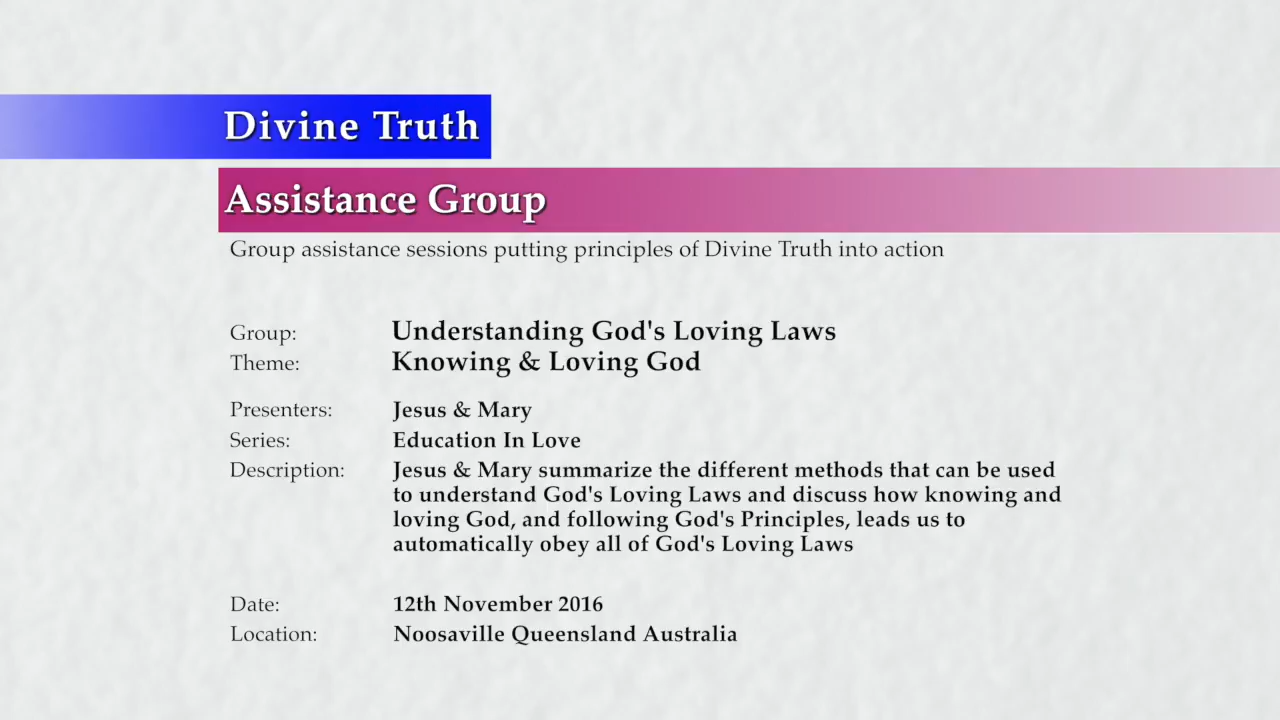 Divine Truth
Assistance Group
Group assistance sessions putting principles of Divine Truth into action
Group: Understanding God's Loving Laws
Theme: Knowing & Loving God
Presenters: Jesus & Mary
Series: Education In Love
Description: Jesus & Mary summarize the different methods that can be used
to understand God's Loving Laws and discuss how knowing and
loving God, and following God's Principles, leads us to
automatically obey all of God's Loving Laws
Date: 12th November 2016
Location: Noosaville Queensland Australia